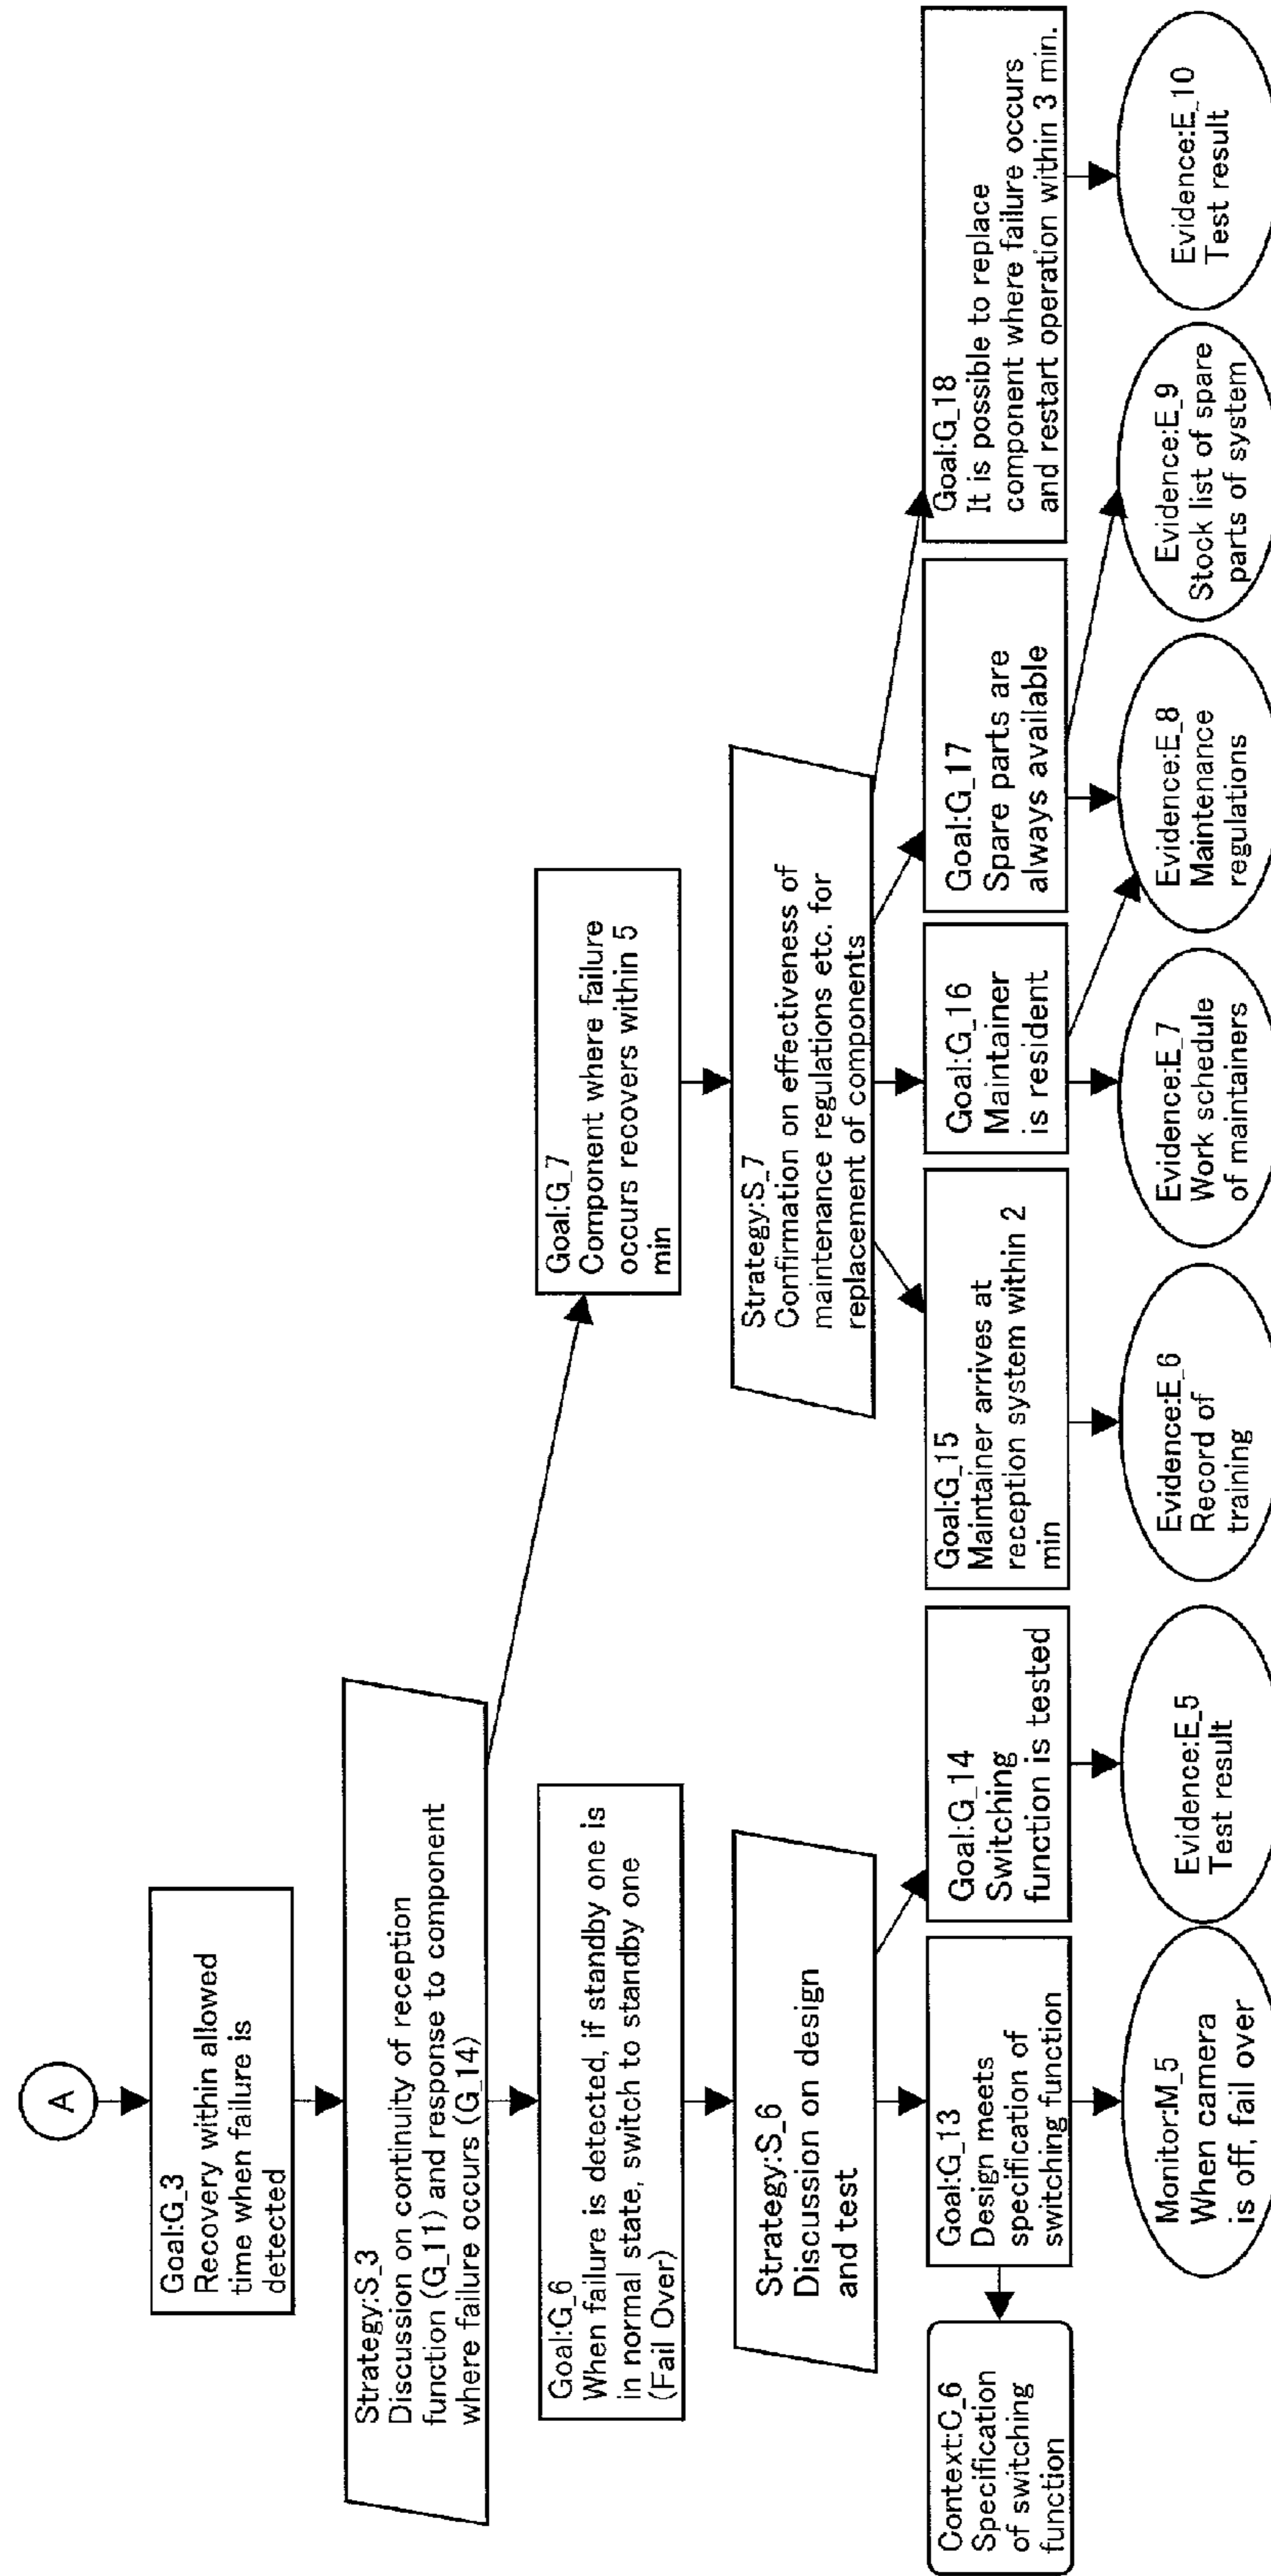 A
Goal:G_3
Recovery within allowed
time when failure is
detected
Strategy:S_3
Discussion on continuity of reception
function (G_11) and response to component
where failure occurs (G_14)
Goal:G_6
When failure is detected, if standby one is
in normal state, switch to standby one
(Fail Over)
Goal:G_7
Component where failure
occurs recovers within 5
min
Strategy:S_6
Discussion on design
and test
Strategy:S_7
Confirmation on effectiveness of
maintenance regulations etc. for
replacement of components
Context:C_6
Specification
of switching
function
Goal:G_13
Design meets
specification of
switching function
Goal:G_14
Switching
function is tested
Goal:G_15
Maintainer arrives at
reception system within 2
min
Goal:G_16
Maintainer
is resident
Goal:G_17
Spare parts are
always available
Goal:G_18
It is possible to replace
component where failure occurs
and restart operation within 3 min.
Monitor:M_5
When camera
is off, fail over
Evidence:E_5
Test result
Evidence:E_6
Record of
training
Evidence:E_7
Work schedule
of maintainers
Evidence:E_8
Maintenance
regulations
Evidence:E_9
Stock list of spare
parts of system
Evidence:E_10
Test result